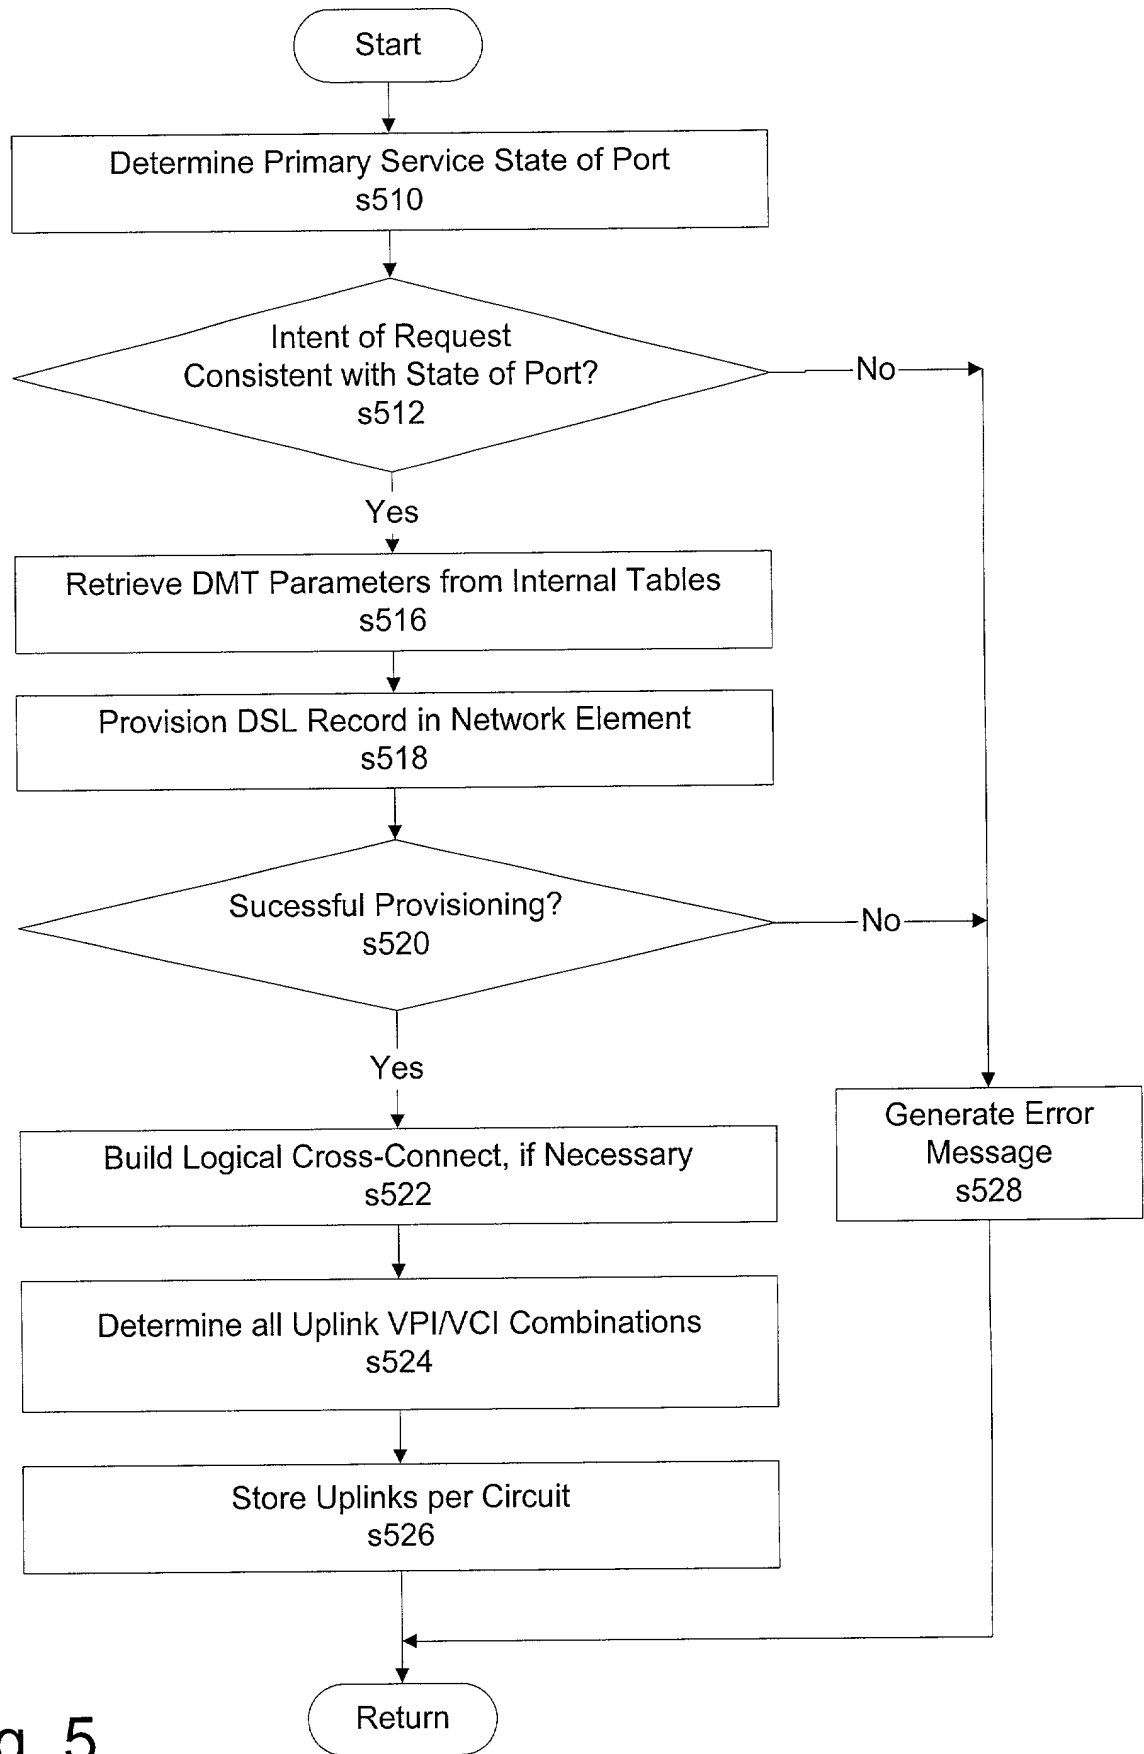 Start
Determine Primary Service State of Port
s510
Intent of Request
Consistent with State of Port?
s512
No
Yes
Retrieve DMT Parameters from Internal Tables
s516
Provision DSL Record in Network Element
s518
Sucessful Provisioning?
s520
No
Yes
Generate Error
Message
s528
Build Logical Cross-Connect, if Necessary
s522
Determine all Uplink VPI/VCI Combinations
s524
Store Uplinks per Circuit
s526
Return
5